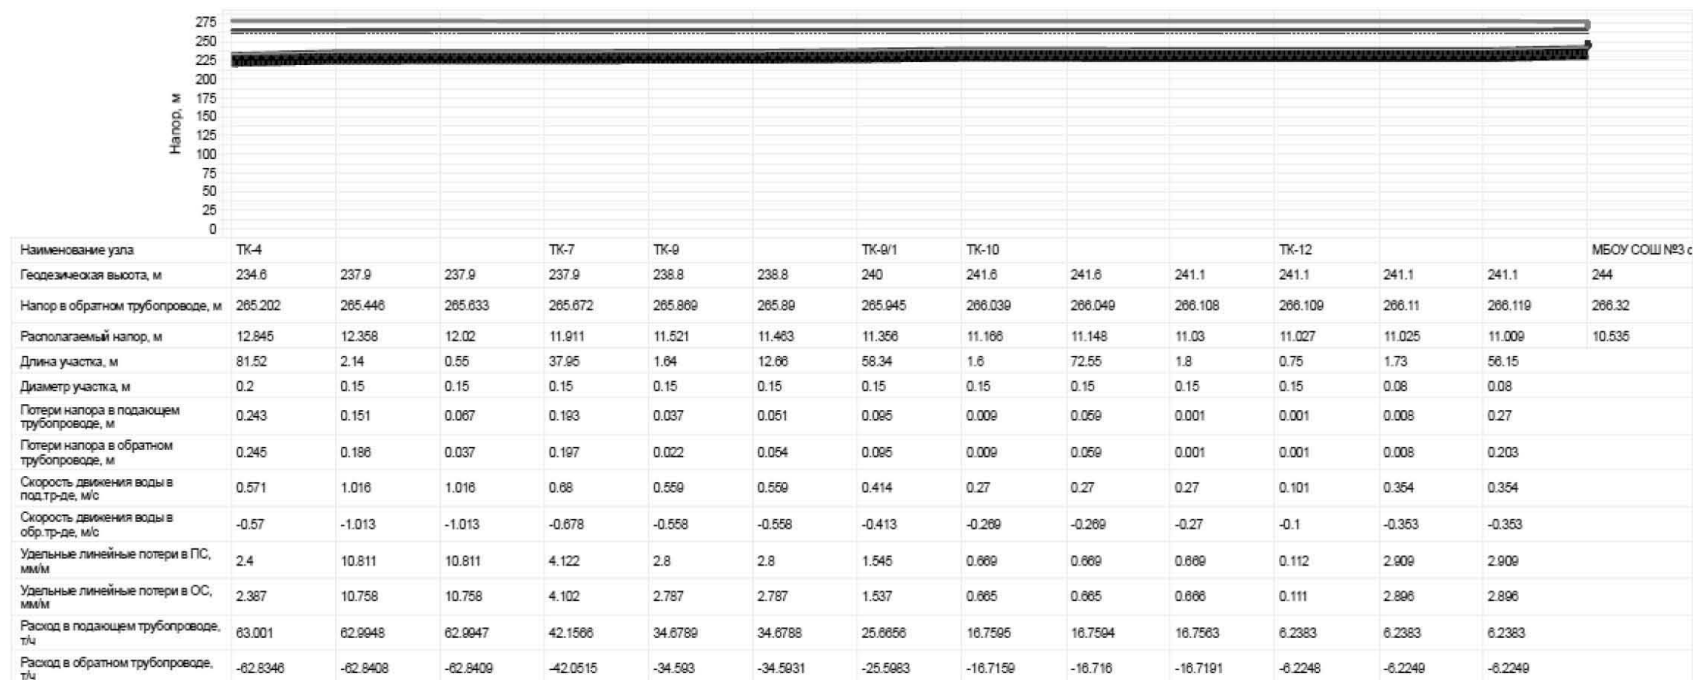 275
250
225
200
175
150
125
100
75
50
25
0
Напор, м
Наименование узла ТК-4 ТК-7 ТК-9 ТК-9/1 ТК-10 ТК-12 МБОУ СОШ №3 с
Геодезическая высота, м 234.6 237.9 237.9 237.9 238.8 238.8 240 241.6 241.6 241.1 241.1 241.1 241.1 244
Напор в обратном трубопроводе, м 265.202 265.446 265.633 265.672 265.869 265.89 265.945 266.039 266.049 266.108 266.109 266.11 266.119 266.32
Располагаемый напор, м 12.845 12.358 12.02 11.911 11.521 11.463 11.356 11.166 11.148 11.03 11.027 11.025 11.009 10.535
Длина участка, м 81.52 2.14 0.55 37.95 1.64 12.66 58.34 1.6 72.55 1.8 0.75 1.73 56.15
Диаметр участка, м 0.2 0.15 0.15 0.15 0.15 0.15 0.15 0.15 0.15 0.15 0.15 0.08 0.08
Потери напора в подающем
трубопроводе, м 0.243 0.151 0.067 0.193 0.037 0.051 0.095 0.009 0.059 0.001 0.001 0.008 0.27
Потери напора в обратном
трубопроводе, м 0.245 0.186 0.037 0.197 0.022 0.054 0.095 0.009 0.059 0.001 0.001 0.008 0.203
Скорость движения воды в
под.тр-де, м/с 0.571 1.016 1.016 0.68 0.559 0.559 0.414 0.27 0.27 0.27 0.101 0.354 0.354
Скорость движения воды в
обр.тр-де, м/с -0.57 -1.013 -1.013 -0.678 -0.558 -0.558 -0.413 -0.269 -0.269 -0.27 -0.1 -0.353 -0.353
Удельные линейные потери в ПС,
мм/м 2.4 10.811 10.811 4.122 2.8 2.8 1.545 0.669 0.669 0.669 0.112 2.909 2.909
Удельные линейные потери в ОС,
мм/м 2.387 10.758 10.758 4.102 2.787 2.787 1.537 0.665 0.665 0.666 0.111 2.896 2.896
Расход в подающем трубопроводе,
т/ч 63.001 62.9948 62.9947 42.1566 34.6789 34.6788 25.6656 16.7595 16.7594 16.7563 6.2383 6.2383 6.2383
Расход в обратном трубопроводе,
т/ч -62.8346 -62.8408 -62.8409 -42.0515 -34.593 -34.5931 -25.5983 -16.7159 -16.716 -16.7191 -6.2248 -6.2249 -6.2249